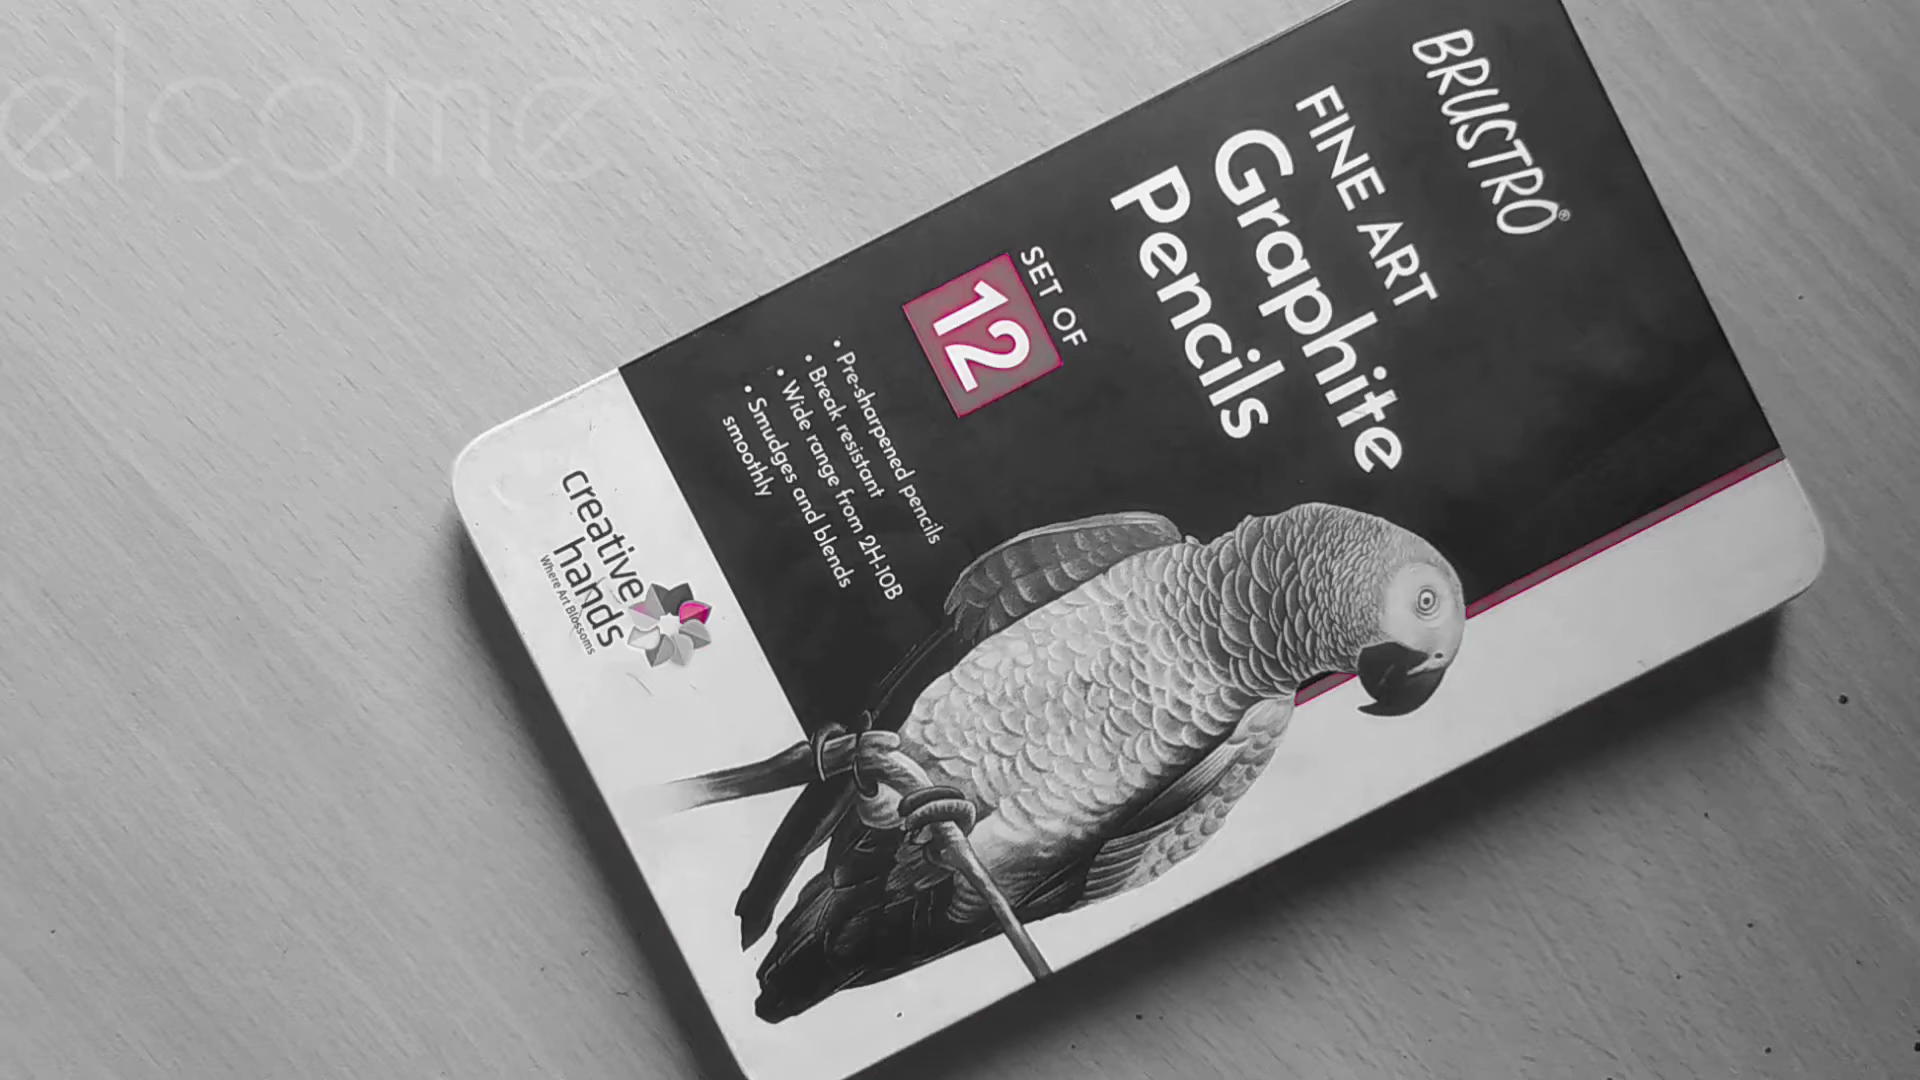 elcome
BRUSTRO®
FINE ART
Graphite
Pencils
SET OF
12
• Pre-sharpened pencils
• Break resistant
• Wide range from 2H-10B
• Smudges and blends
smoothly
creative
hands
Where Art Blossoms